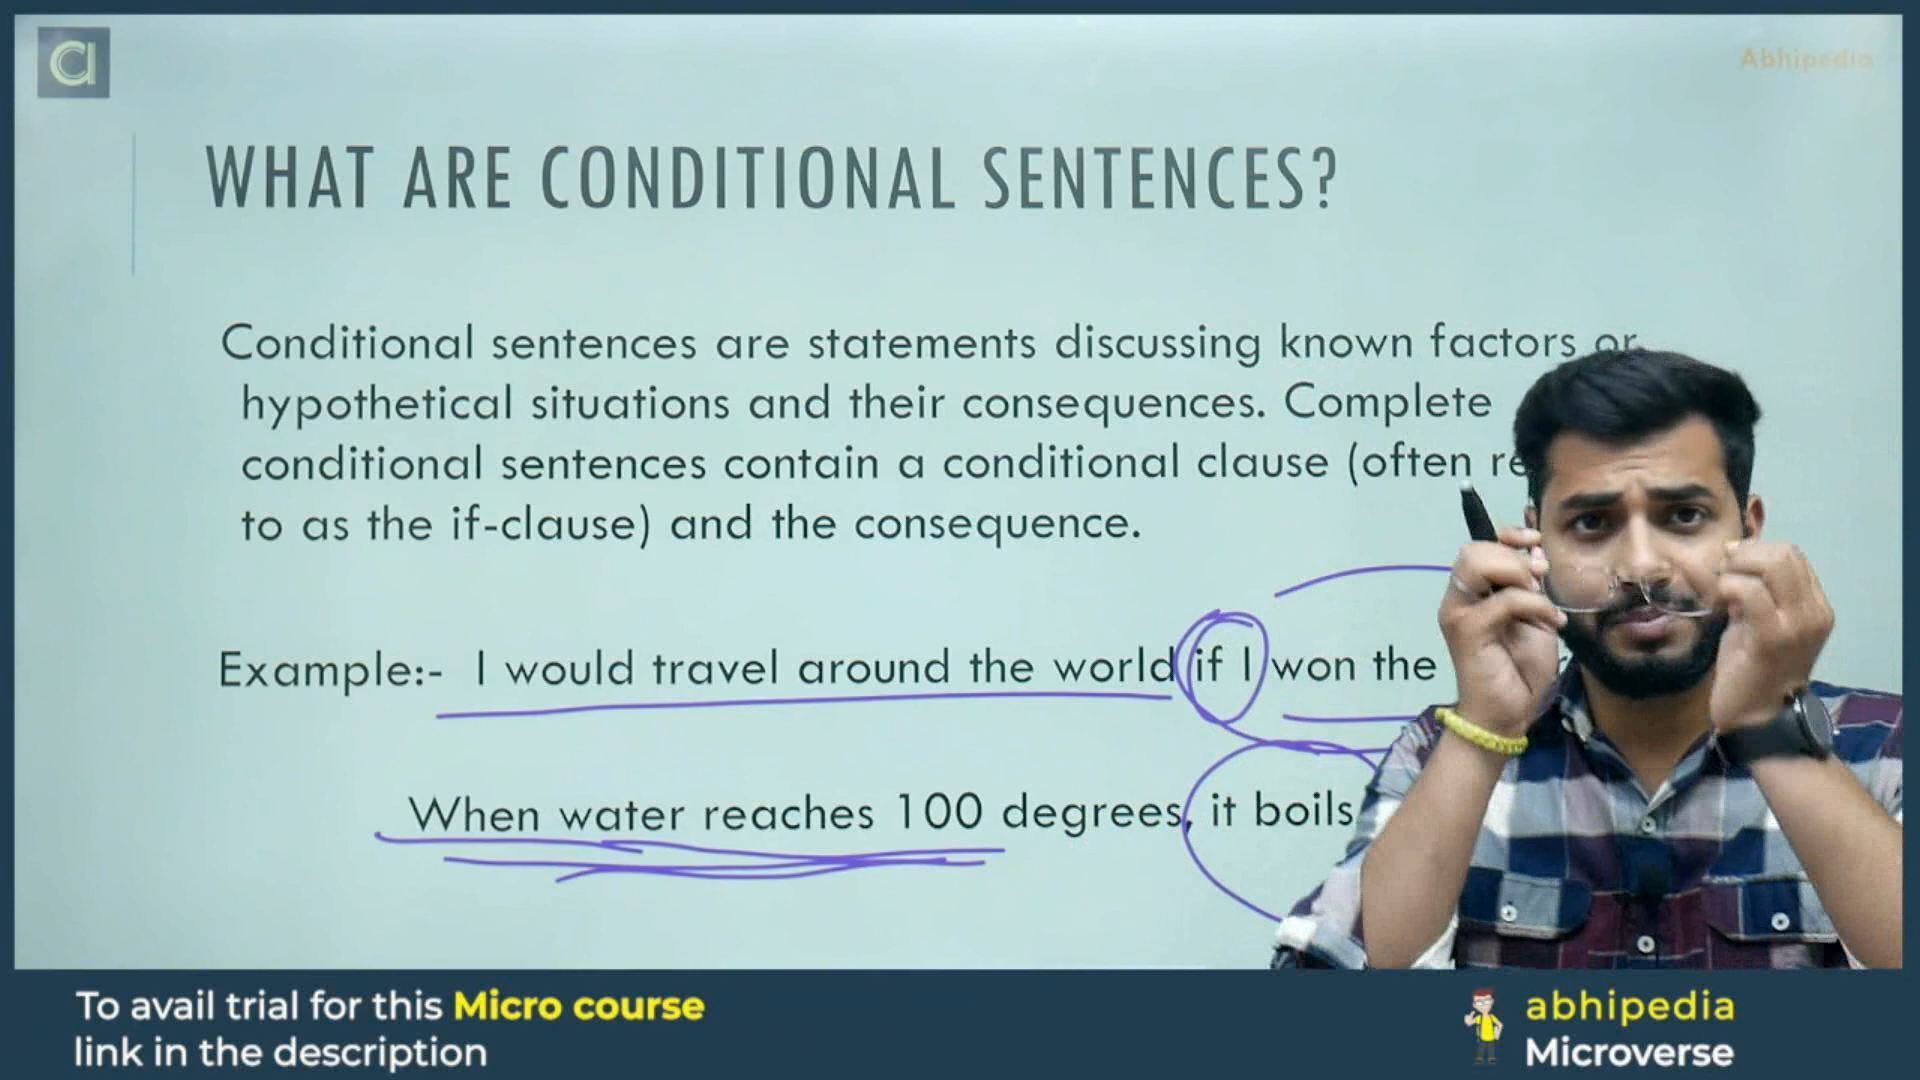 Abhipedia
WHAT ARE CONDITIONAL SENTENCES?
Conditional sentences are statements discussing known factors or
hypothetical situations and their consequences. Complete
conditional sentences contain a conditional clause (often
to as the if-clause) and the consequence.
Example:- I would travel around the world if I won the
When water reaches 100 degrees, it boils
To avail trial for this Micro course
link in the description
abhipedia
Microverse